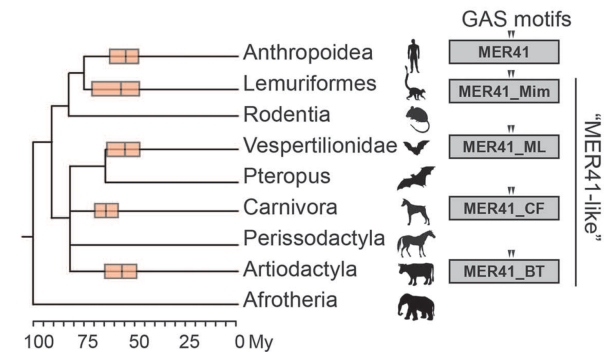 GAS motifs
Anthropoidea
MER41
Lemuriformes
MER41_Mim
Rodentia
Vespertilionidae
MER41_ML
Pteropus
Carnivora
MER41_CF
Perissodactyla
Artiodactyla
MER41_BT
Afrotheria
"MER41-like"
100 75 50 25 0 My